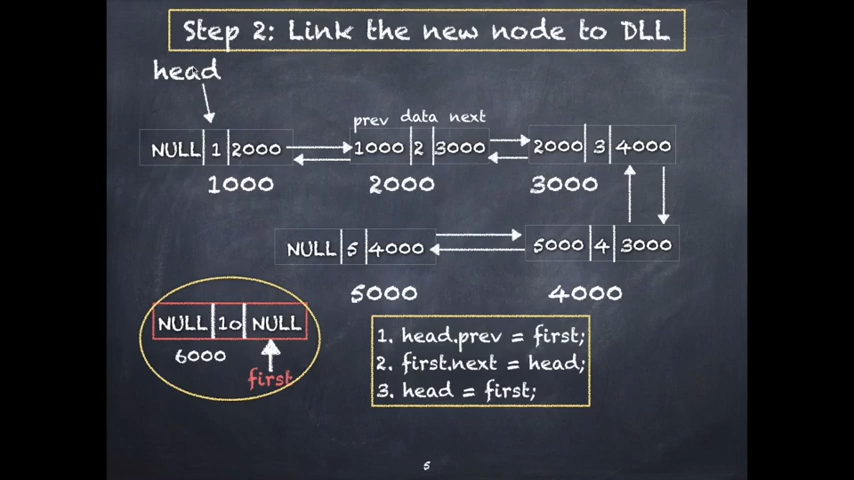 Step 2: Link the new node to DLL
head
prev data next
NULL 1 2000
1000 2 3000
2000 3 4000
1000
2000
3000
NULL 5 4000
5000 4 3000
5000
4000
NULL 10 NULL
6000
first
1. head.prev = first;
2. first.next = head;
3. head = first;
5